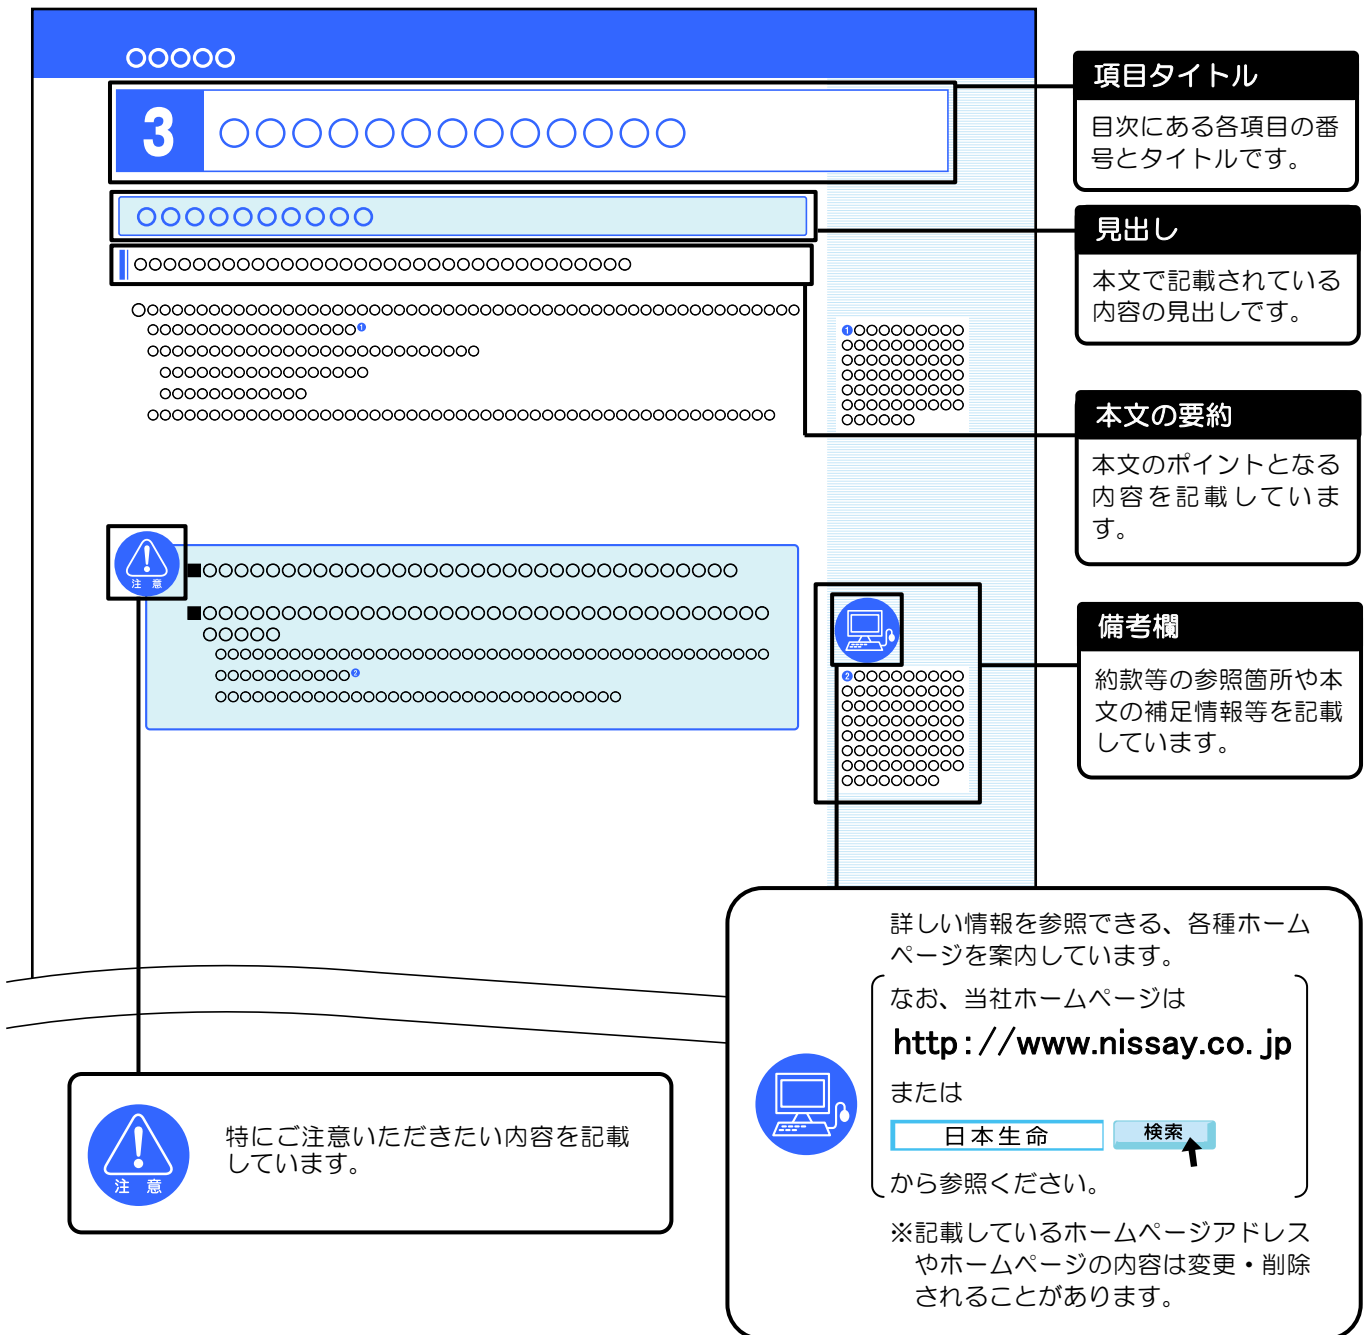 ○○○○○
3 ○○○○○○○○○○○○○
○○○○○○○○○○
○○○○○○○○○○○○○○○○○○○○○○○○○○○○○○○○○○
項目タイトル
目次にある各項目の番
号とタイトルです。
見出し
本文で記載されている
内容の見出しです。
本文の要約
本文のポイントとなる
内容を記載していま
す。
備考欄
約款等の参照箇所や本
文の補足情報等を記載
しています。
注意
注意
特にご注意いただきたい内容を記載
しています。
詳しい情報を参照できる、各種ホーム
ページを案内しています。
なお、当社ホームページは
http://www.nissay.co.jp
または
日本生命 検索
から参照ください。
※記載しているホームページアドレス
やホームページの内容は変更・削除
されることがあります。